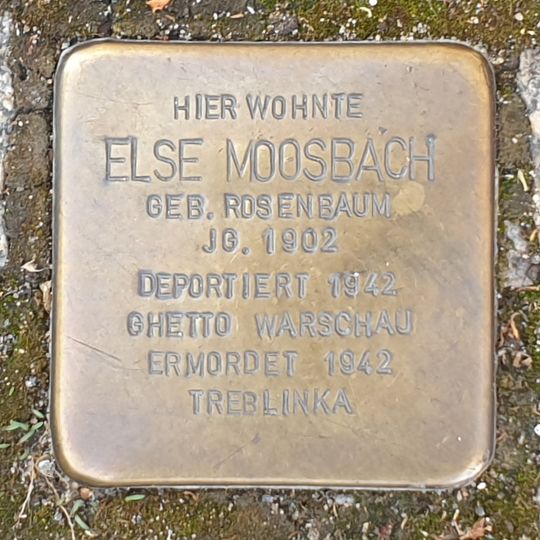 HIER WOHNTE
ELSE MOOSBACH
GEB. ROSENBAUM
JG. 1902
DEPORTIERT 1942
GHETTO WARSCHAU
ERMORDET 1942
TREBLINKA